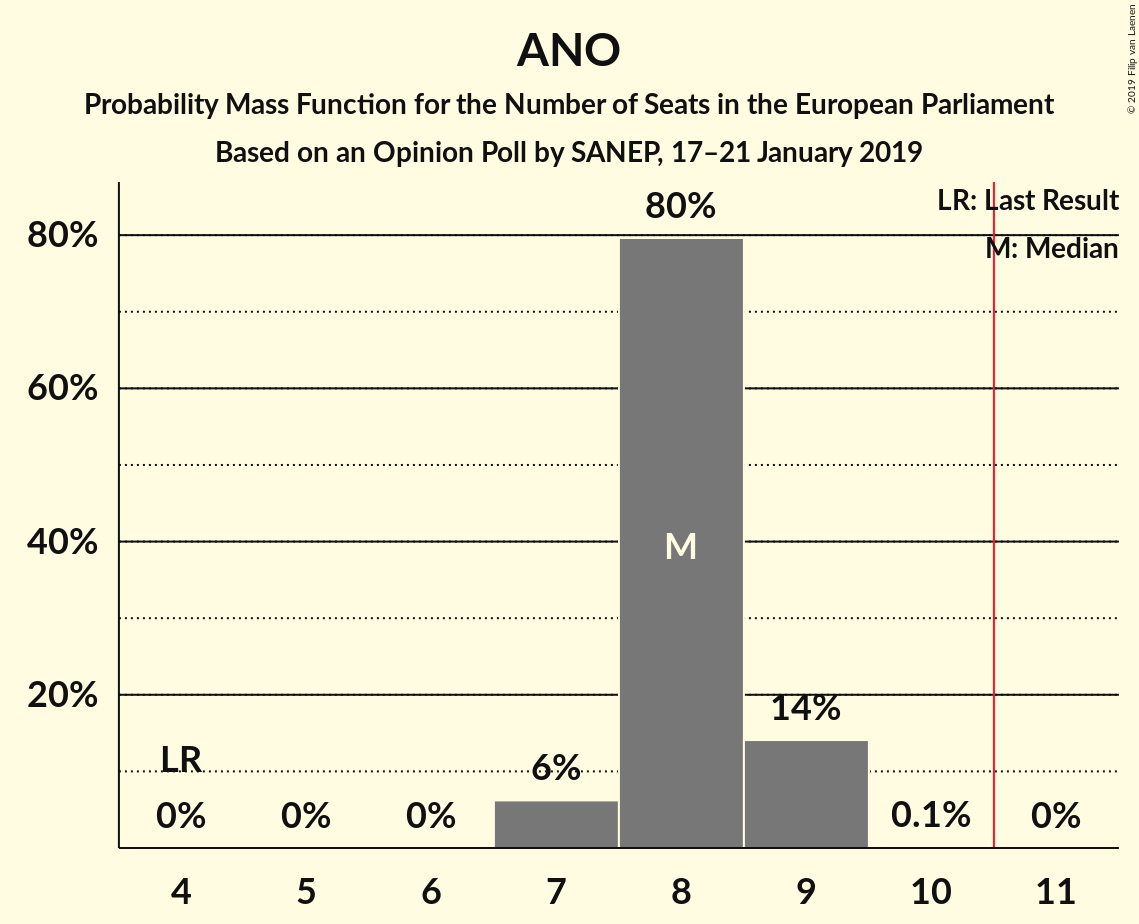 ANO
Probability Mass Function for the Number of Seats in the European Parliament
Based on an Opinion Poll by SANEP, 17–21 January 2019
© 2019 Filip van Laenen
LR: Last Result
M: Median
80%
60%
40%
20%
LR
0%
0%
0%
6%
80%
M
14%
0.1%
0%
4 5 6 7 8 9 10 11